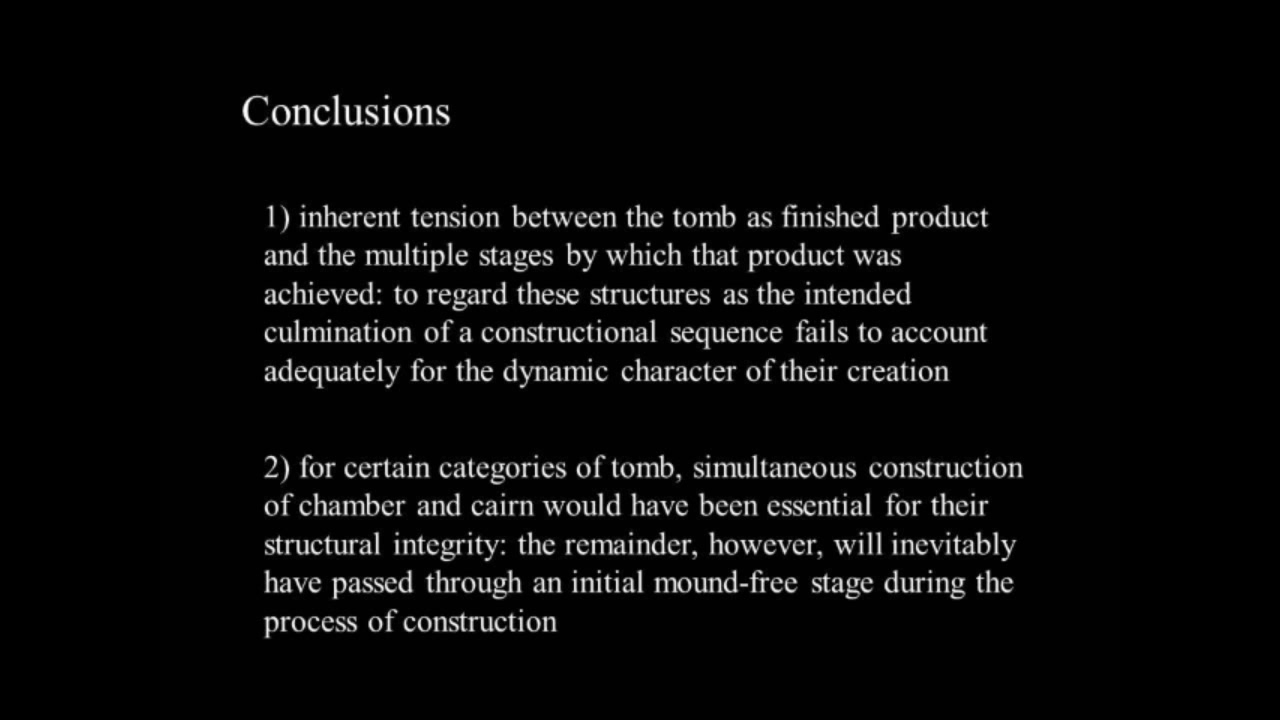 Conclusions
1) inherent tension between the tomb as finished product
and the multiple stages by which that product was
achieved: to regard these structures as the intended
culmination of a constructional sequence fails to account
adequately for the dynamic character of their creation
2) for certain categories of tomb, simultaneous construction
of chamber and cairn would have been essential for their
structural integrity: the remainder, however, will inevitably
have passed through an initial mound-free stage during the
process of construction